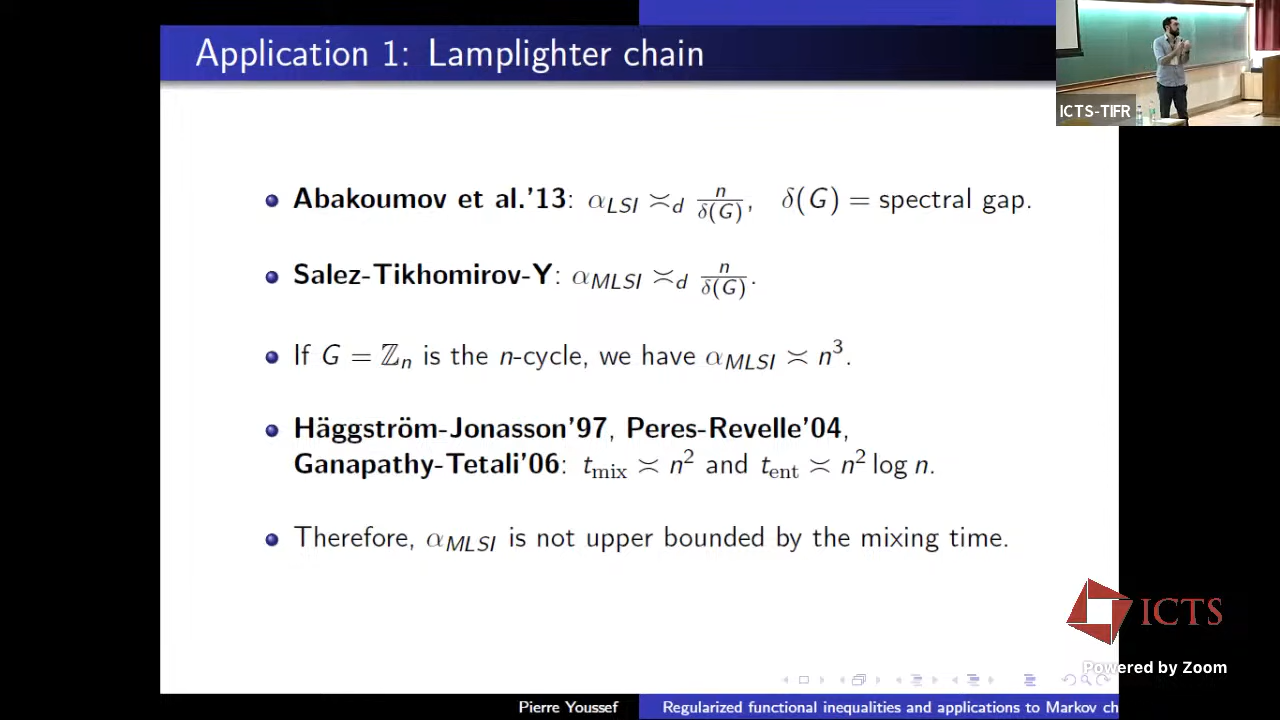 Application 1: Lamplighter chain
ICTS-TIFR
Abakoumov et al.'13: α_LSI ≍_d n/δ(G), δ(G) = spectral gap.
Salez-Tikhomirov-Y: α_MLSI ≍_d n/δ(G).
If G = ℤ_n is the n-cycle, we have α_MLSI ≍ n³.
Häggström-Jonasson'97, Peres-Revelle'04,
Ganapathy-Tetali'06: t_mix ≍ n² and t_ent ≍ n² log n.
Therefore, α_MLSI is not upper bounded by the mixing time.
ICTS
Powered by Zoom
Pierre Youssef
Regularized functional inequalities and applications to Markov ch